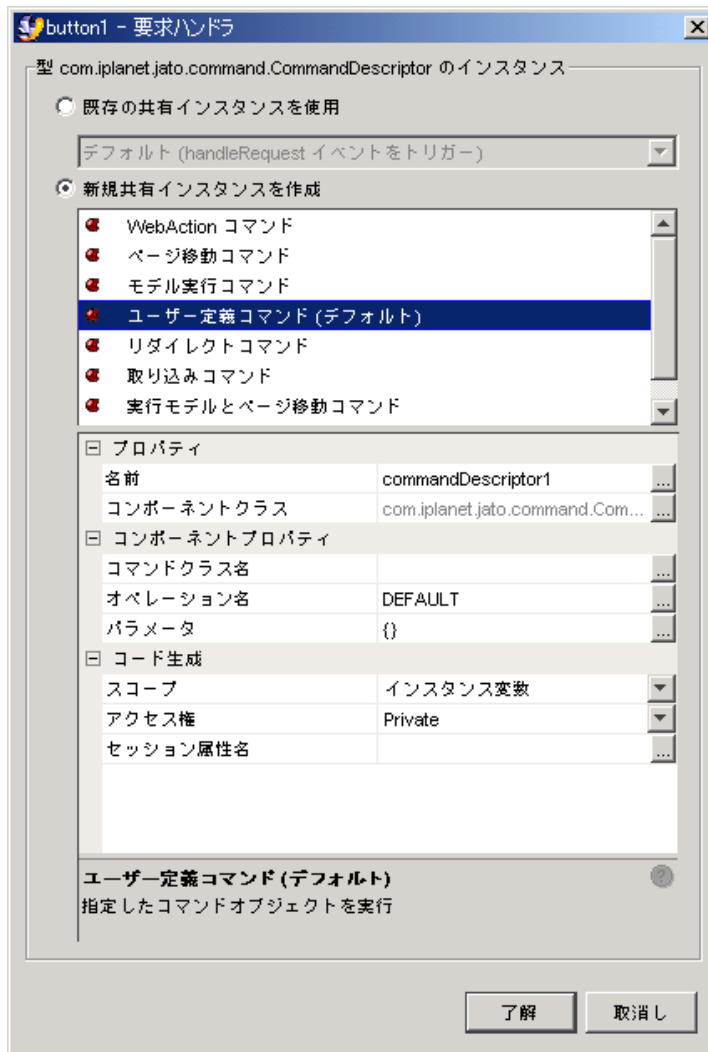 button1 - 要求ハンドラ
型 com.iplanet.jato.command.CommandDescriptor のインスタンス
既存の共有インスタンスを使用
デフォルト (handleRequest イベントをトリガー)
新規共有インスタンスを作成
WebAction コマンド
ページ移動コマンド
モデル実行コマンド
ユーザー定義コマンド (デフォルト)
リダイレクトコマンド
取り込みコマンド
実行モデルとページ移動コマンド
プロパティ
名前 commandDescriptor1 ...
コンポーネントクラス com.iplanet.jato.command.Com... ...
コンポーネントプロパティ
コマンドクラス名 ...
オペレーション名 DEFAULT ...
パラメータ {} ...
コード生成
スコープ インスタンス変数
アクセス権 Private
セッション属性名 ...
ユーザー定義コマンド (デフォルト) ?
指定したコマンドオブジェクトを実行
了解 取消し